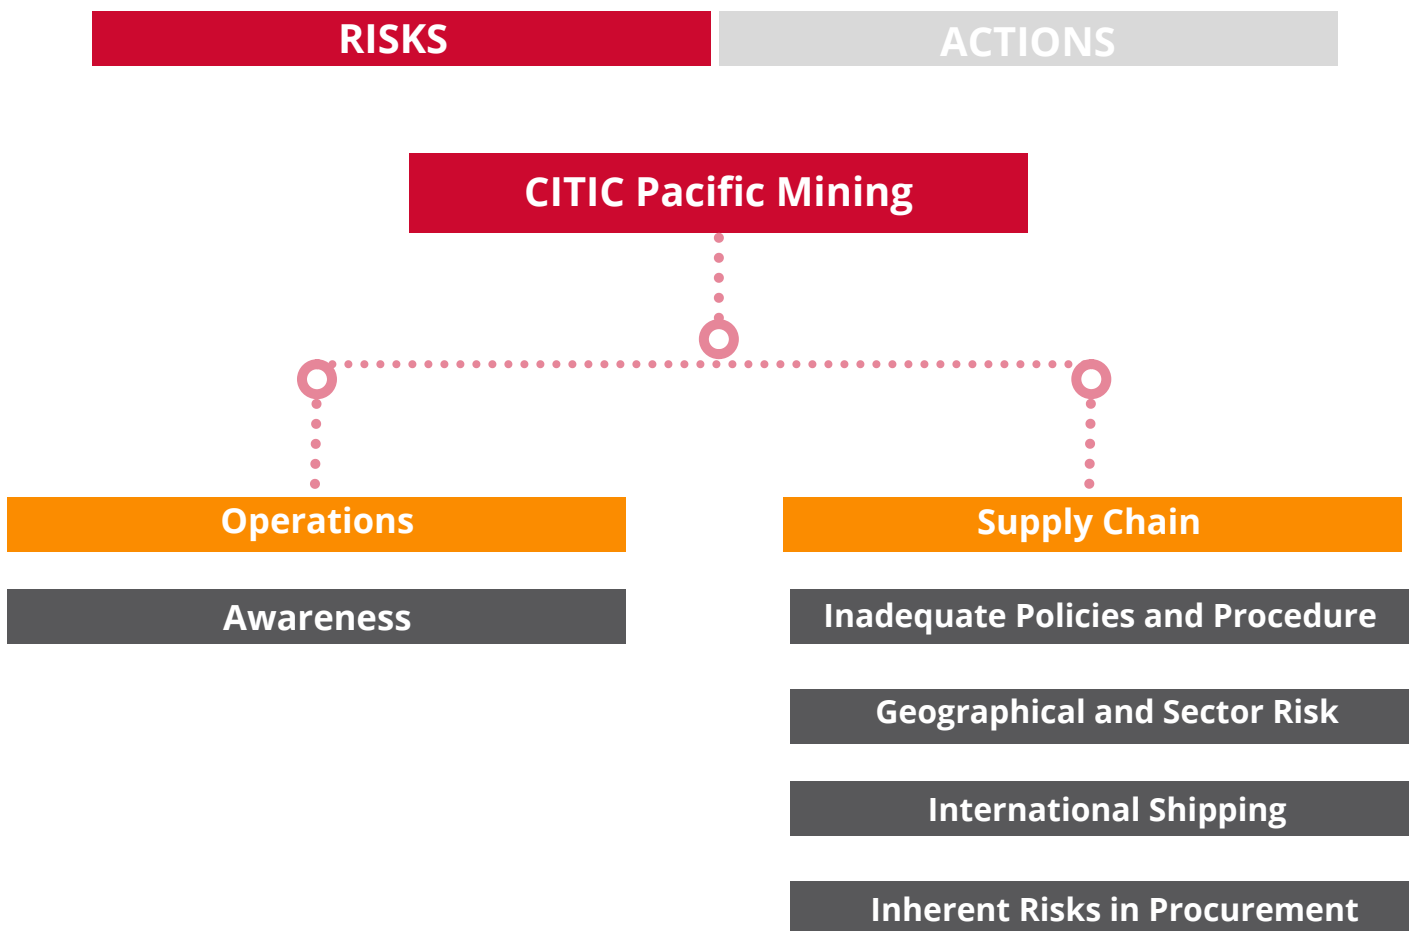 RISKS
ACTIONS
CITIC Pacific Mining
Operations
Supply Chain
Awareness
Inadequate Policies and Procedure
Geographical and Sector Risk
International Shipping
Inherent Risks in Procurement